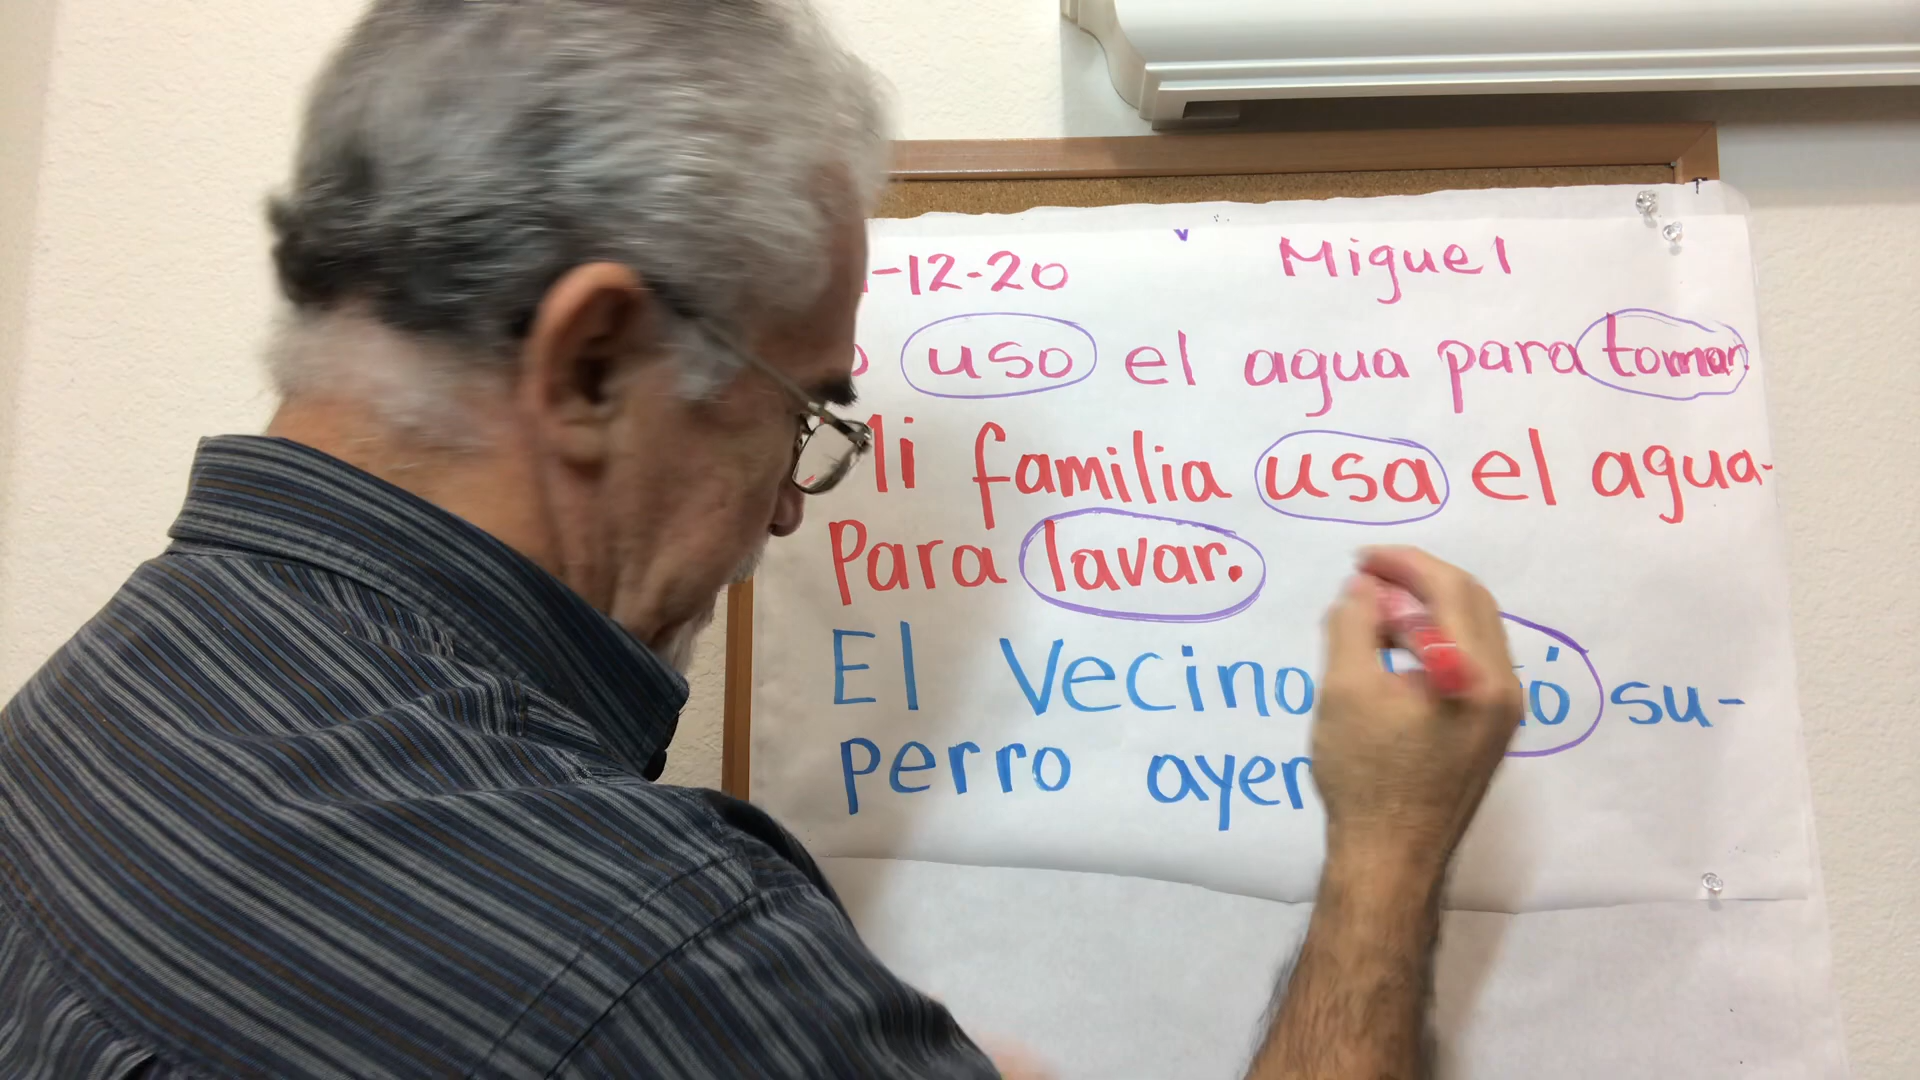 -12-20 Miguel
uso el agua para tomar
Mi familia usa el agua-
Para lavar.
El Vecino su-
perro ayer